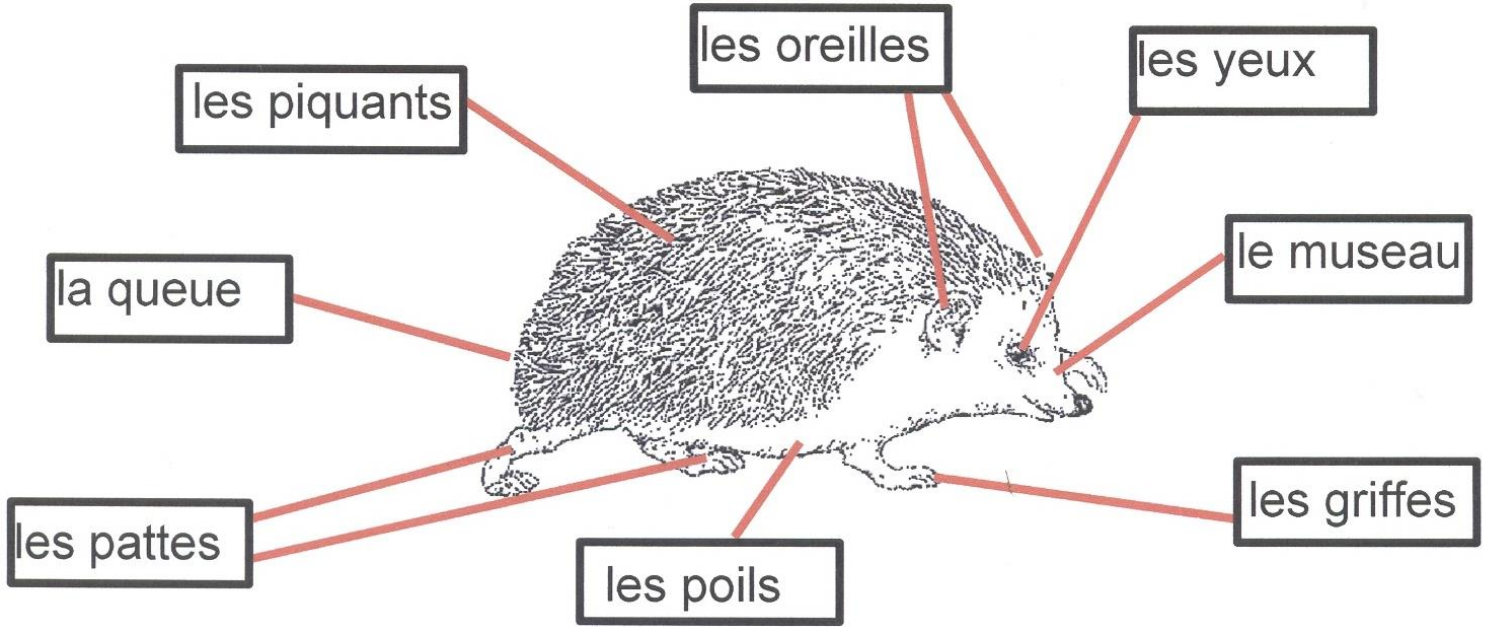 les oreilles
les yeux
les piquants
le museau
la queue
les griffes
les pattes
les poils